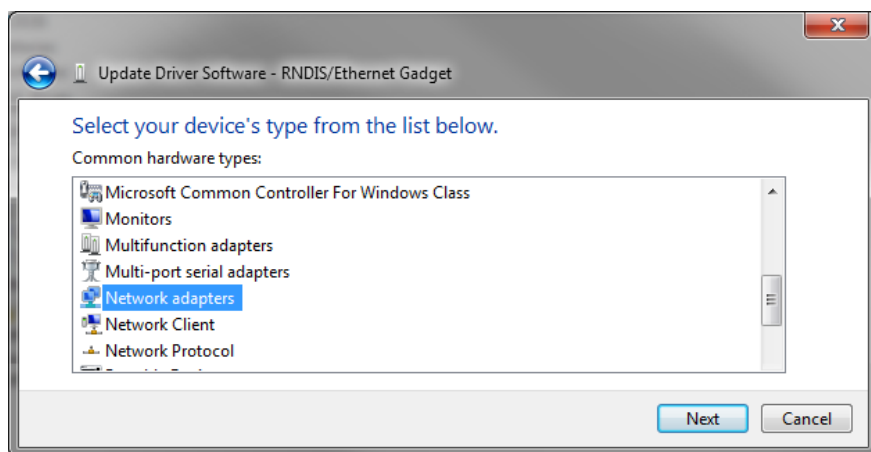 Update Driver Software - RNDIS/Ethernet Gadget
Select your device's type from the list below.
Common hardware types:
Microsoft Common Controller For Windows Class
Monitors
Multifunction adapters
Multi-port serial adapters
Network adapters
Network Client
Network Protocol
Next Cancel